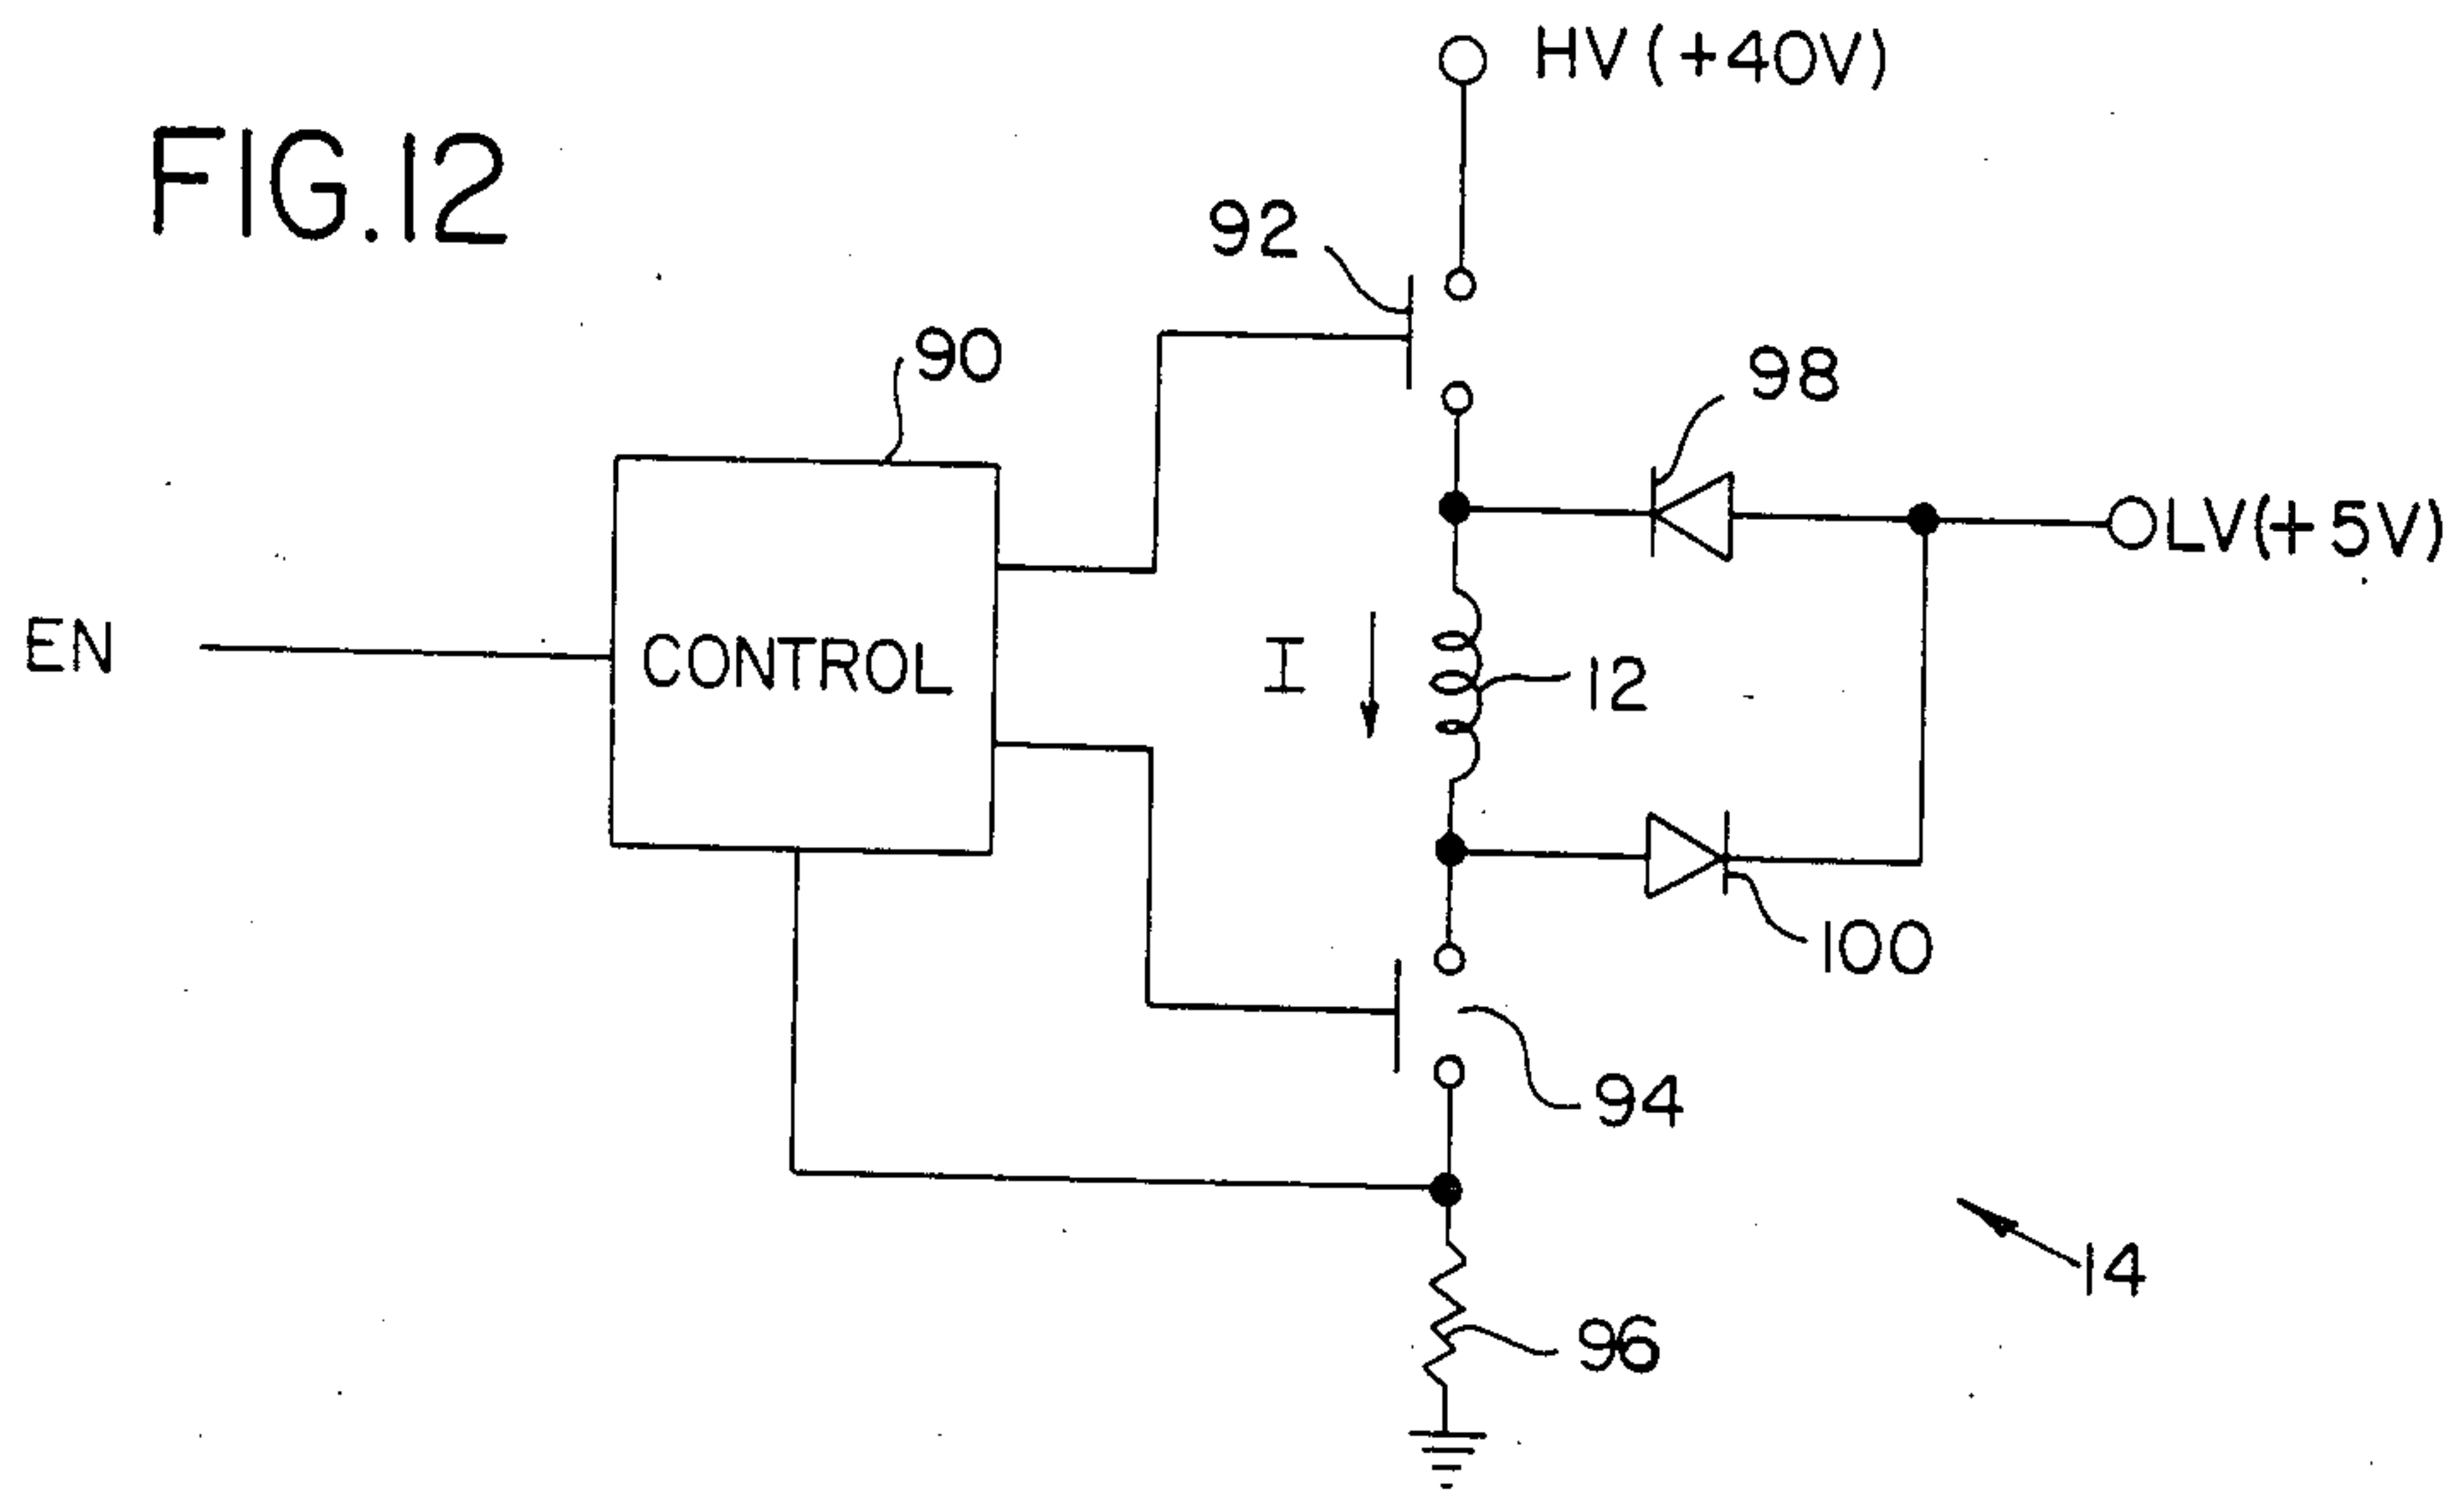 HV(+40V)
FIG.12
92
90
98
LV(+5V)
EN
CONTROL
I
12
100
94
14
96